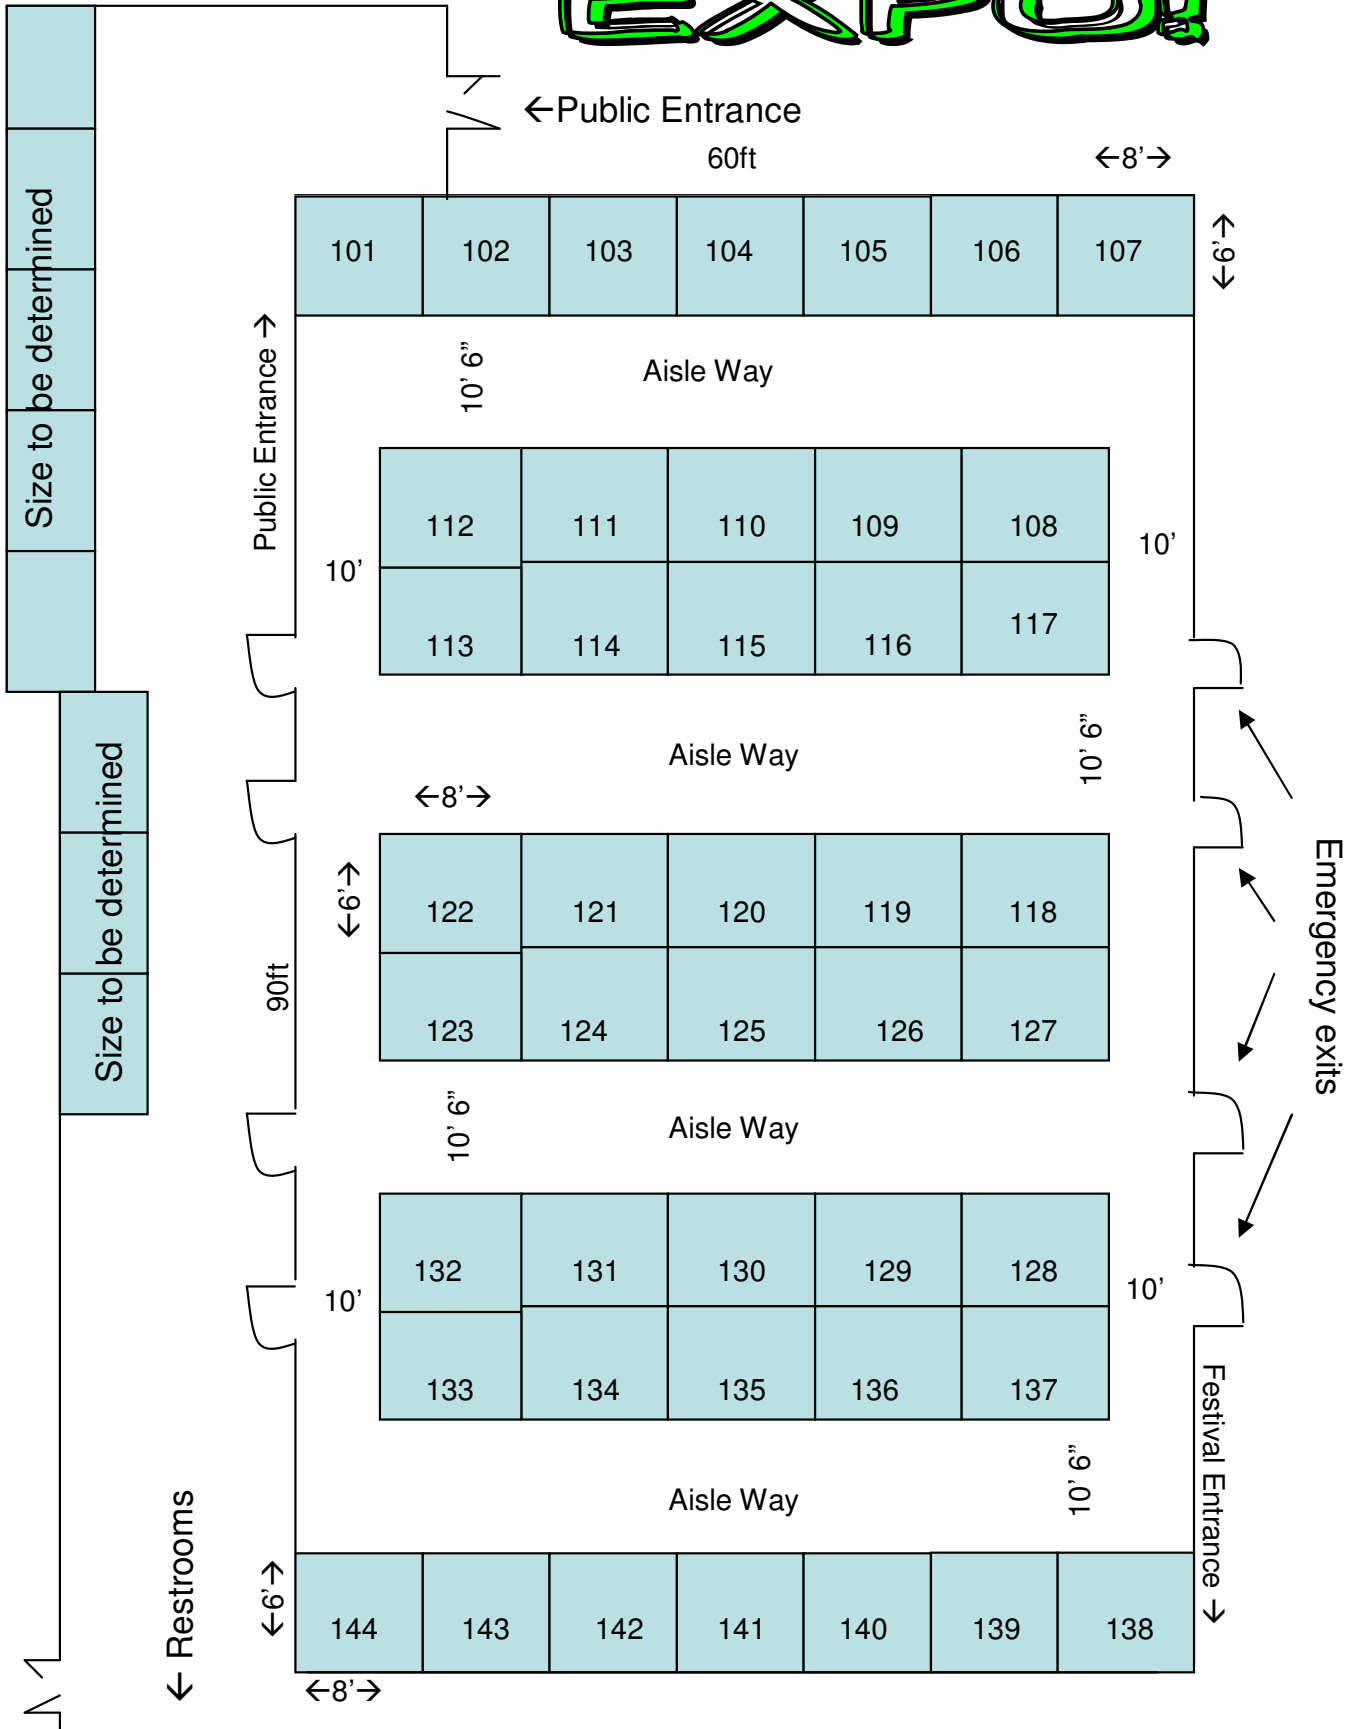 EXPO!
←Public Entrance
60ft
←8’→
101 102 103 104 105 106 107
←6’→
Size to be determined
Public Entrance →
10’ 6”
Aisle Way
112 111 110 109 108
10’
10’
113 114 115 116 117
Aisle Way
10’ 6”
←8’→
Size to be determined
←6’→
122 121 120 119 118
Emergency exits
90ft
123 124 125 126 127
10’ 6”
Aisle Way
132 131 130 129 128
10’
10’
133 134 135 136 137
Festival Entrance →
Aisle Way
10’ 6”
← Restrooms
←6’→
144 143 142 141 140 139 138
←8’→